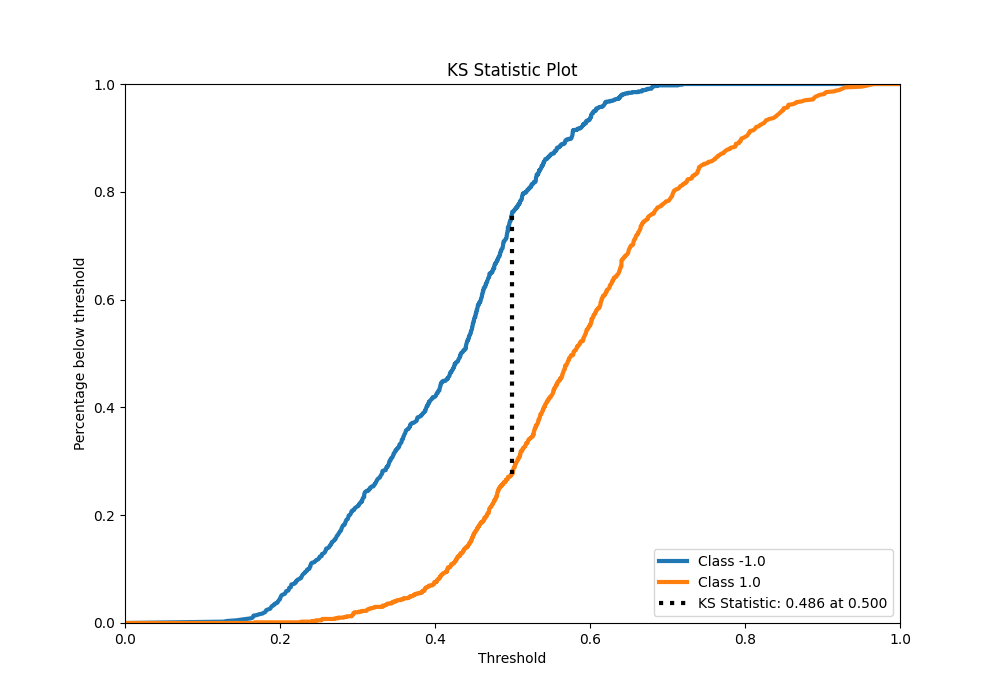 KS Statistic Plot
1.0
0.8
0.6
0.4
0.2
0.0
Percentage below threshold
0.0 0.2 0.4 0.6 0.8 1.0
Threshold
Class -1.0
Class 1.0
KS Statistic: 0.486 at 0.500